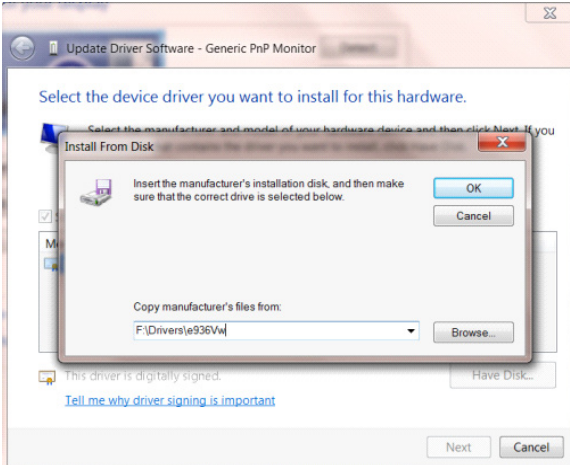 Update Driver Software - Generic PnP Monitor
Select the device driver you want to install for this hardware.
Select the manufacturer and model of your hardware device and then click Next. If you
Install From Disk
Insert the manufacturer's installation disk, and then make
sure that the correct drive is selected below.
OK
Cancel
Copy manufacturer's files from:
F:\Drivers\e936Vw
Browse...
This driver is digitally signed.
Have Disk...
Tell me why driver signing is important
Next
Cancel